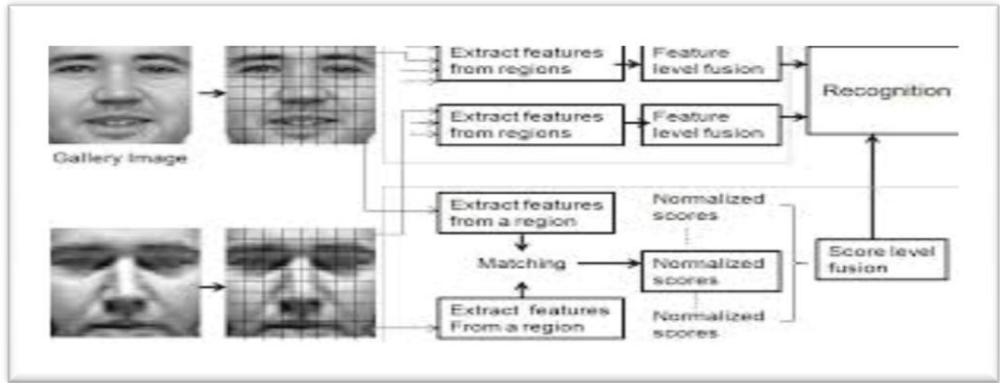 Extract features
from regions
Feature
level fusion
Recognition
Extract features
from regions
Feature
level fusion
Gallery Image
Extract features
from a region
Normalized
scores
Matching
Normalized
scores
Score level
fusion
Extract features
From a region
Normalized
scores